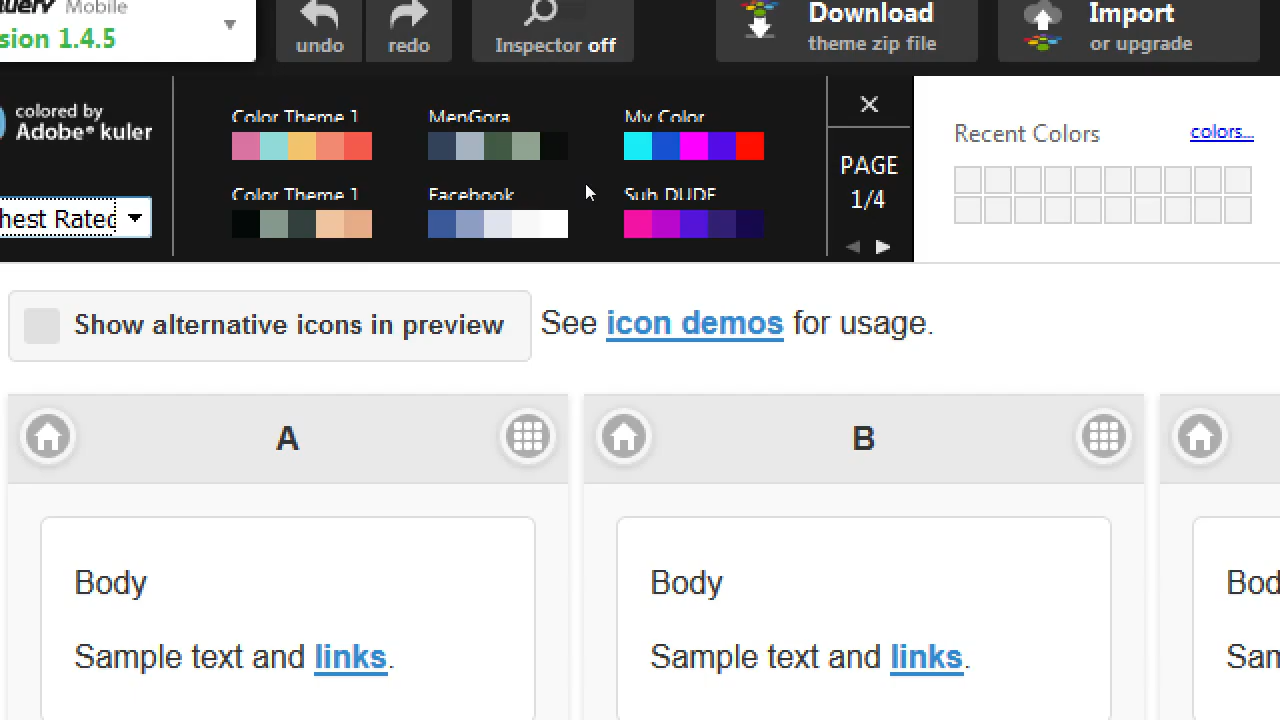 Mobile
sion 1.4.5
undo
redo
Inspector off
Download
theme zip file
Import
or upgrade
colored by
Adobe® kuler
hest Rated
Color Theme 1
MenGora
My Color
Color Theme 1
Facebook
Suh DUDE
PAGE
1/4
Recent Colors
colors...
Show alternative icons in preview
See icon demos for usage.
A
B
Body
Sample text and links.
Body
Sample text and links.
Bod
Sam